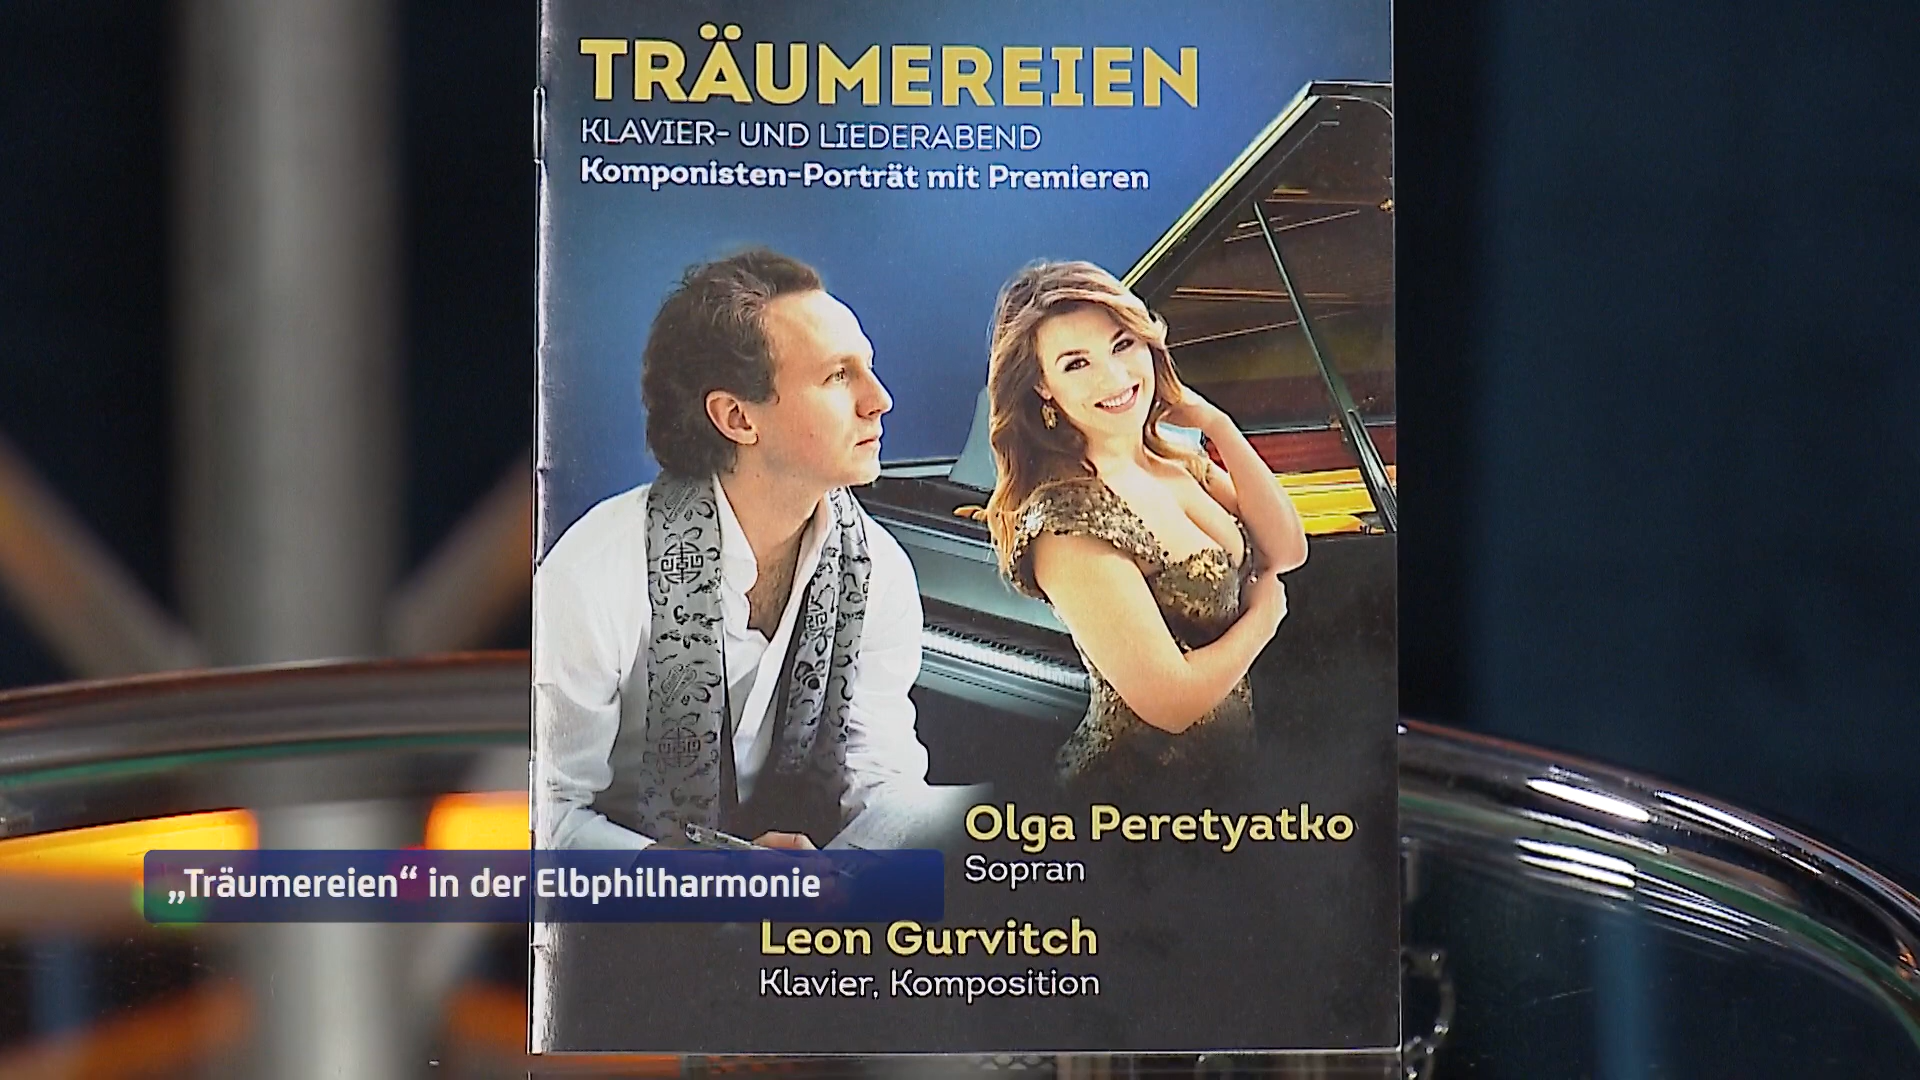 TRÄUMEREIEN
KLAVIER- UND LIEDERABEND
Komponisten-Porträt mit Premieren
Olga Peretyatko
Sopran
„Träumereien“ in der Elbphilharmonie
Leon Gurvitch
Klavier, Komposition